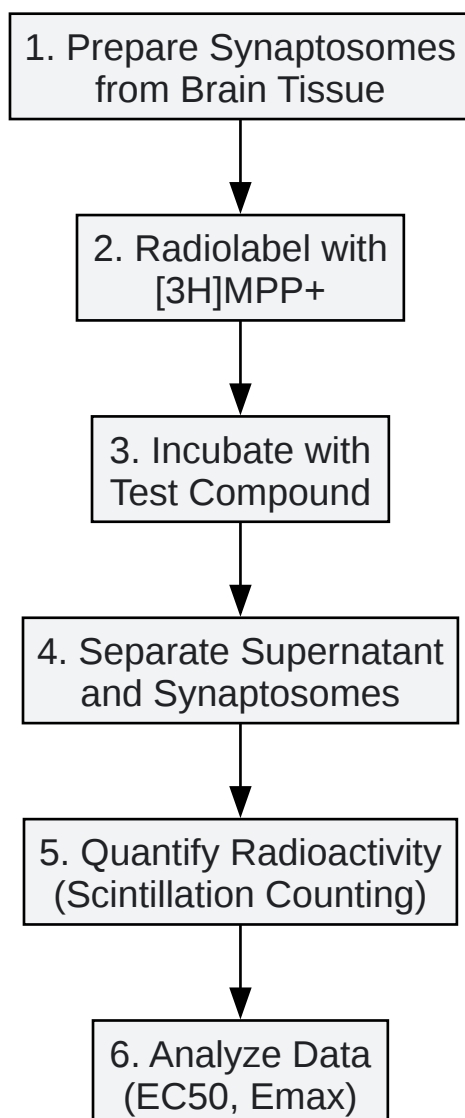 1. Prepare Synaptosomes
from Brain Tissue
2. Radiolabel with
[3H]MPP+
3. Incubate with
Test Compound
4. Separate Supernatant
and Synaptosomes
5. Quantify Radioactivity
(Scintillation Counting)
6. Analyze Data
(EC50, Emax)